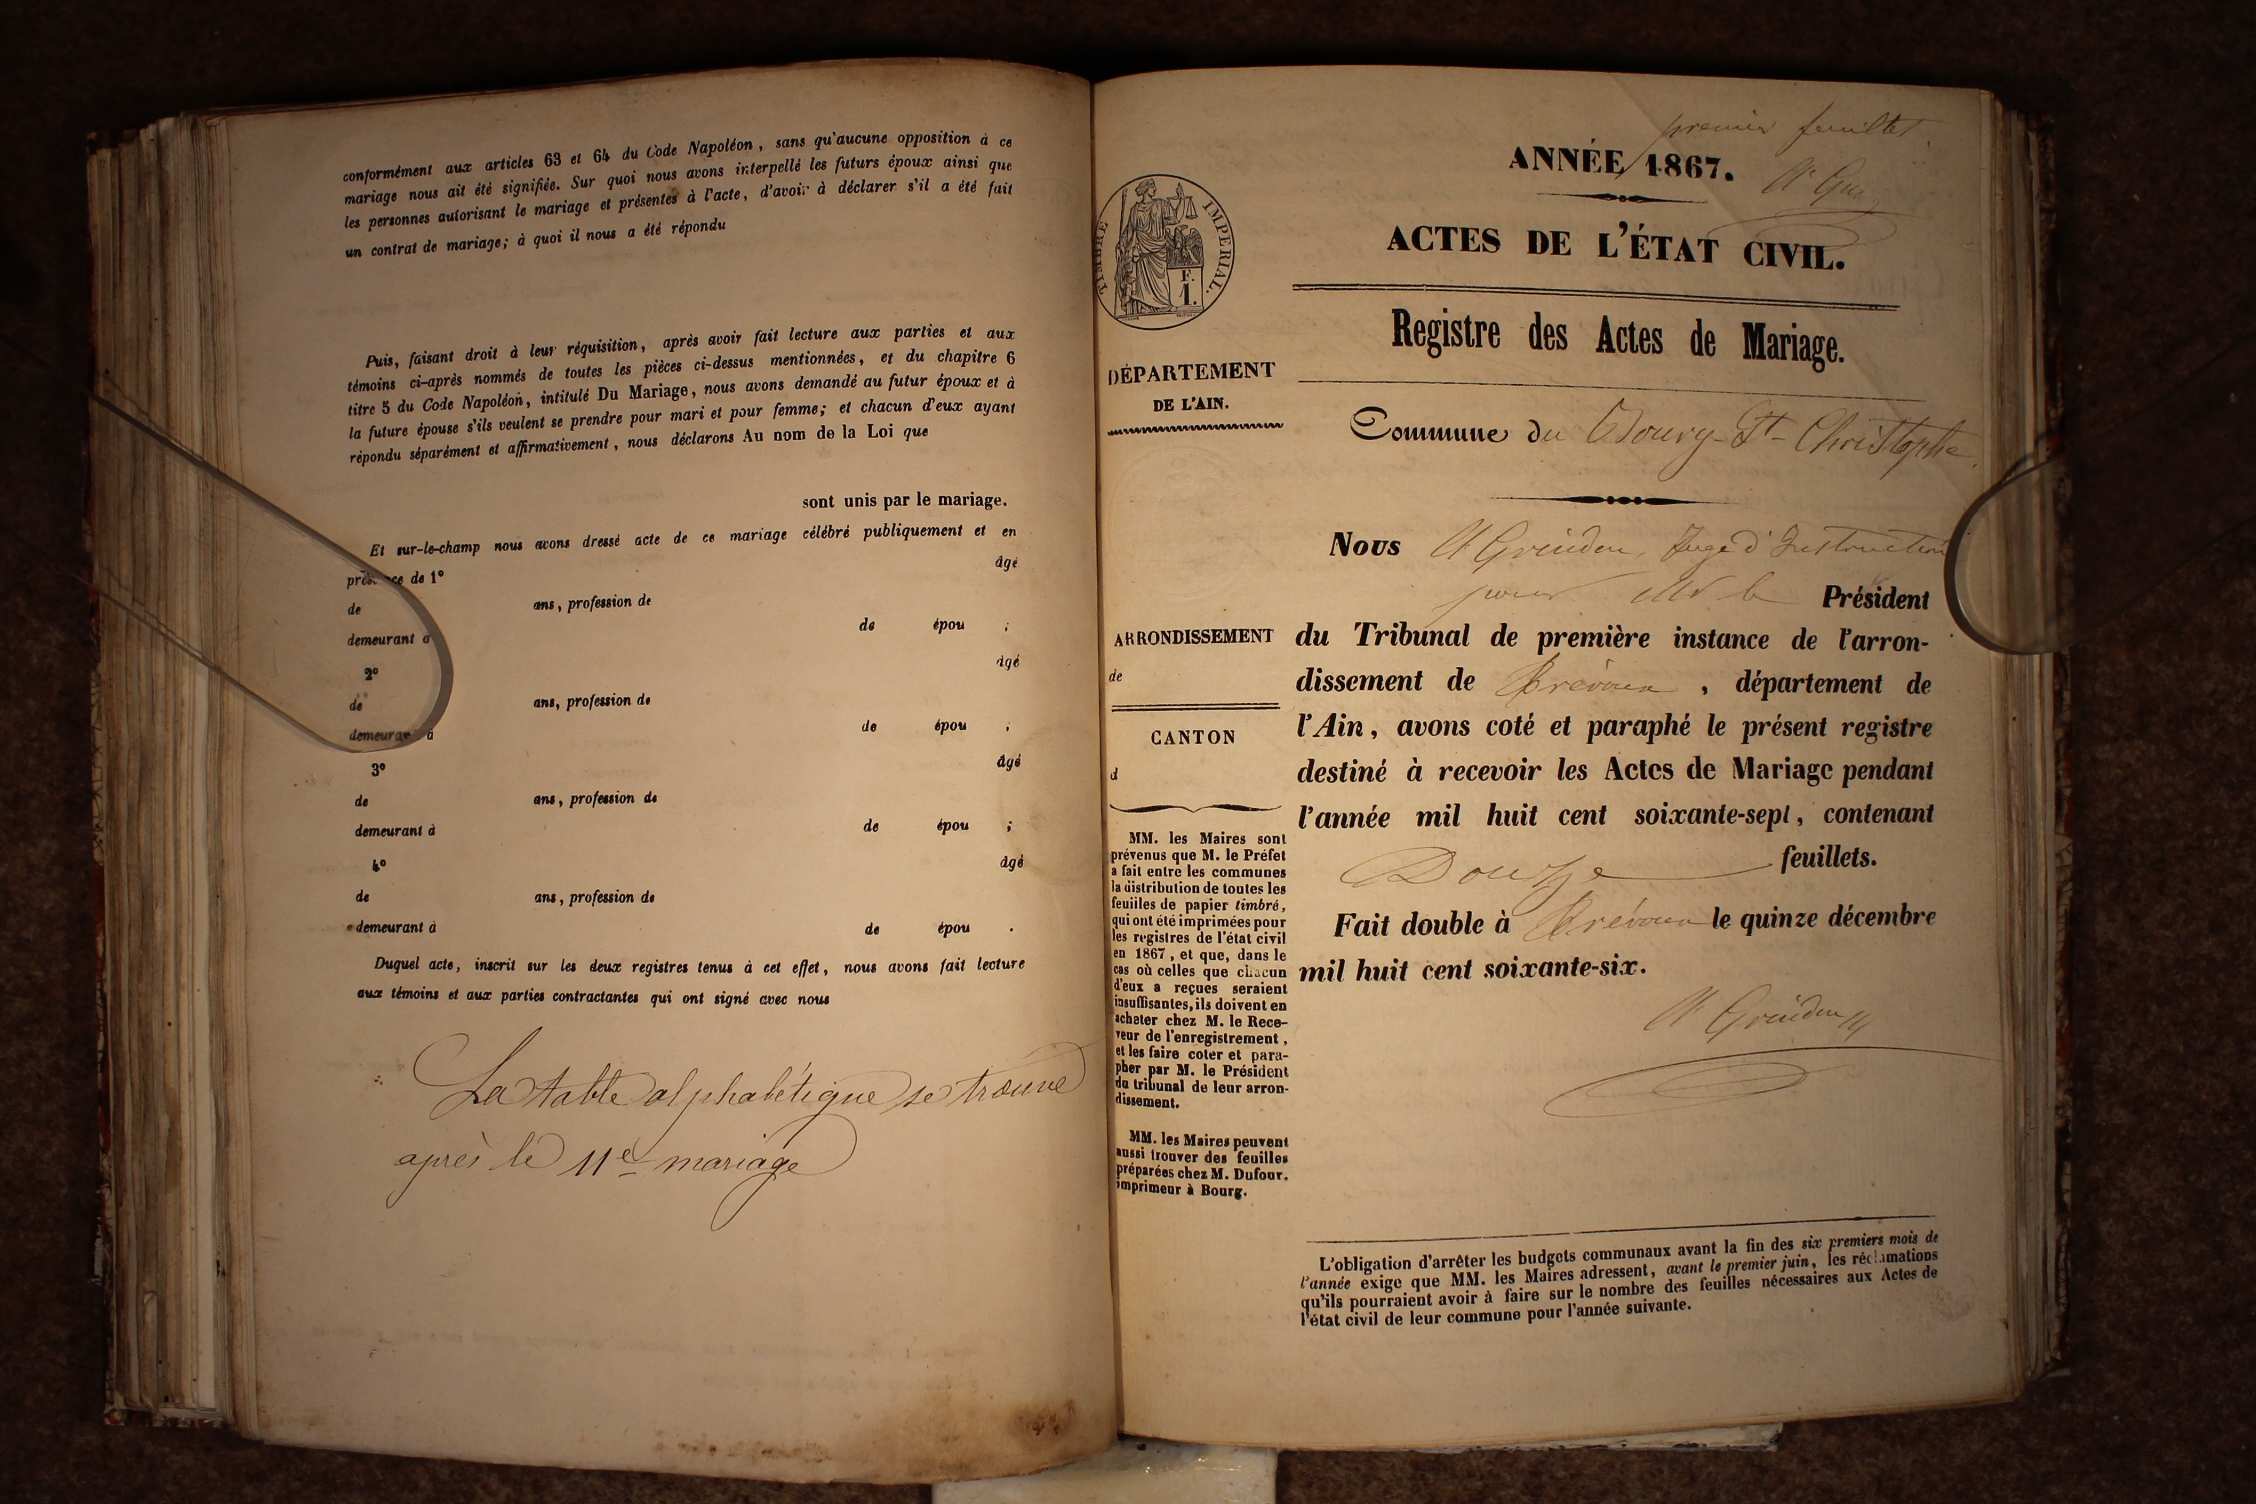 conformément aux articles 63 et 64 du Code Napoléon, sans qu'aucune opposition à ce
mariage nous ait été signifiée. Sur quoi nous avons interpellé les futurs époux ainsi que
les personnes autorisant le mariage et présentes à l'acte, d'avoir à déclarer s'il a été fait
un contrat de mariage; à quoi il nous a été répondu
Puis, faisant droit à leur réquisition, après avoir fait lecture aux parties et aux
témoins ci-après nommés de toutes les pièces ci-dessus mentionnées, et du chapitre 6
titre 5 du Code Napoléon, intitulé Du Mariage, nous avons demandé au futur époux et à
la future épouse s'ils veulent se prendre pour mari et pour femme; et chacun d'eux ayant
répondu séparément et affirmativement, nous déclarons Au nom de la Loi que
sont unis par le mariage.
Et sur-le-champ nous avons dressé acte de ce mariage célébré publiquement et en
présence de 1° âgé
de ans, profession de
demeurant à de épou ;
2° âgé
de ans, profession de
demeurant à de épou ;
3° âgé
de ans, profession de
demeurant à de épou ;
4° âgé
de ans, profession de
demeurant à de épou .
Duquel acte, inscrit sur les deux registres tenus à cet effet, nous avons fait lecture
aux témoins et aux parties contractantes qui ont signé avec nous
La table alphabétique se trouve
après le 11e mariage
premier feuillet
ANNÉE 1867.
ACTES DE L'ÉTAT CIVIL.
Registre des Actes de Mariage.
TIMBRE IMPERIAL.
F.
1.
DÉPARTEMENT
DE L'AIN.
Commune du St Christophe
Nous Juge d'Instruction
pour Mr le Président
ARRONDISSEMENT
de
du Tribunal de première instance de l'arron-
dissement de Trévoux, département de
l'Ain, avons coté et paraphé le présent registre
destiné à recevoir les Actes de Mariage pendant
l'année mil huit cent soixante-sept, contenant
Douze feuillets.
Fait double à Trévoux le quinze décembre
mil huit cent soixante-six.
CANTON
d
MM. les Maires sont
prévenus que M. le Préfet
a fait entre les communes
la distribution de toutes les
feuilles de papier timbré,
qui ont été imprimées pour
les registres de l'état civil
en 1867, et que, dans le
cas où celles que chacun
d'eux a reçues seraient
insuffisantes, ils doivent en
acheter chez M. le Rece-
veur de l'enregistrement,
et les faire coter et para-
pher par M. le Président
du tribunal de leur arron-
dissement.
MM. les Maires peuvent
aussi trouver des feuilles
préparées chez M. Dufour,
imprimeur à Bourg.
L'obligation d'arrêter les budgets communaux avant la fin des six premiers mois de
l'année exige que MM. les Maires adressent, avant le premier juin, les réclamations
qu'ils pourraient avoir à faire sur le nombre des feuilles nécessaires aux Actes de
l'état civil de leur commune pour l'année suivante.